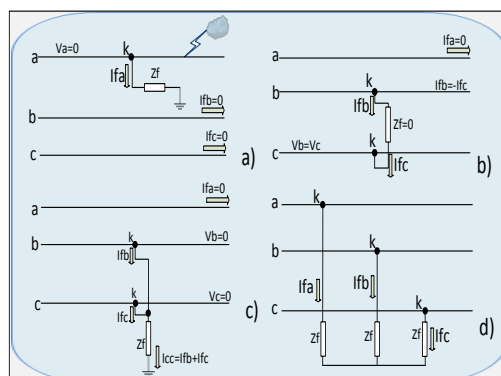 a Va=0 k
Ifa Zf
b Ifb=0
c Ifc=0
a)
a Ifa=0
b k Ifb=-Ifc
Ifb
Zf=0
c Vb=Vc k
Ifc
b)
a Ifa=0
b k Vb=0
Ifb
c k Vc=0
Ifc
Zf
Icc=Ifb+Ifc
c)
a k
b k
Ifa Ifb
c k
Zf Zf Zf Ifc
d)